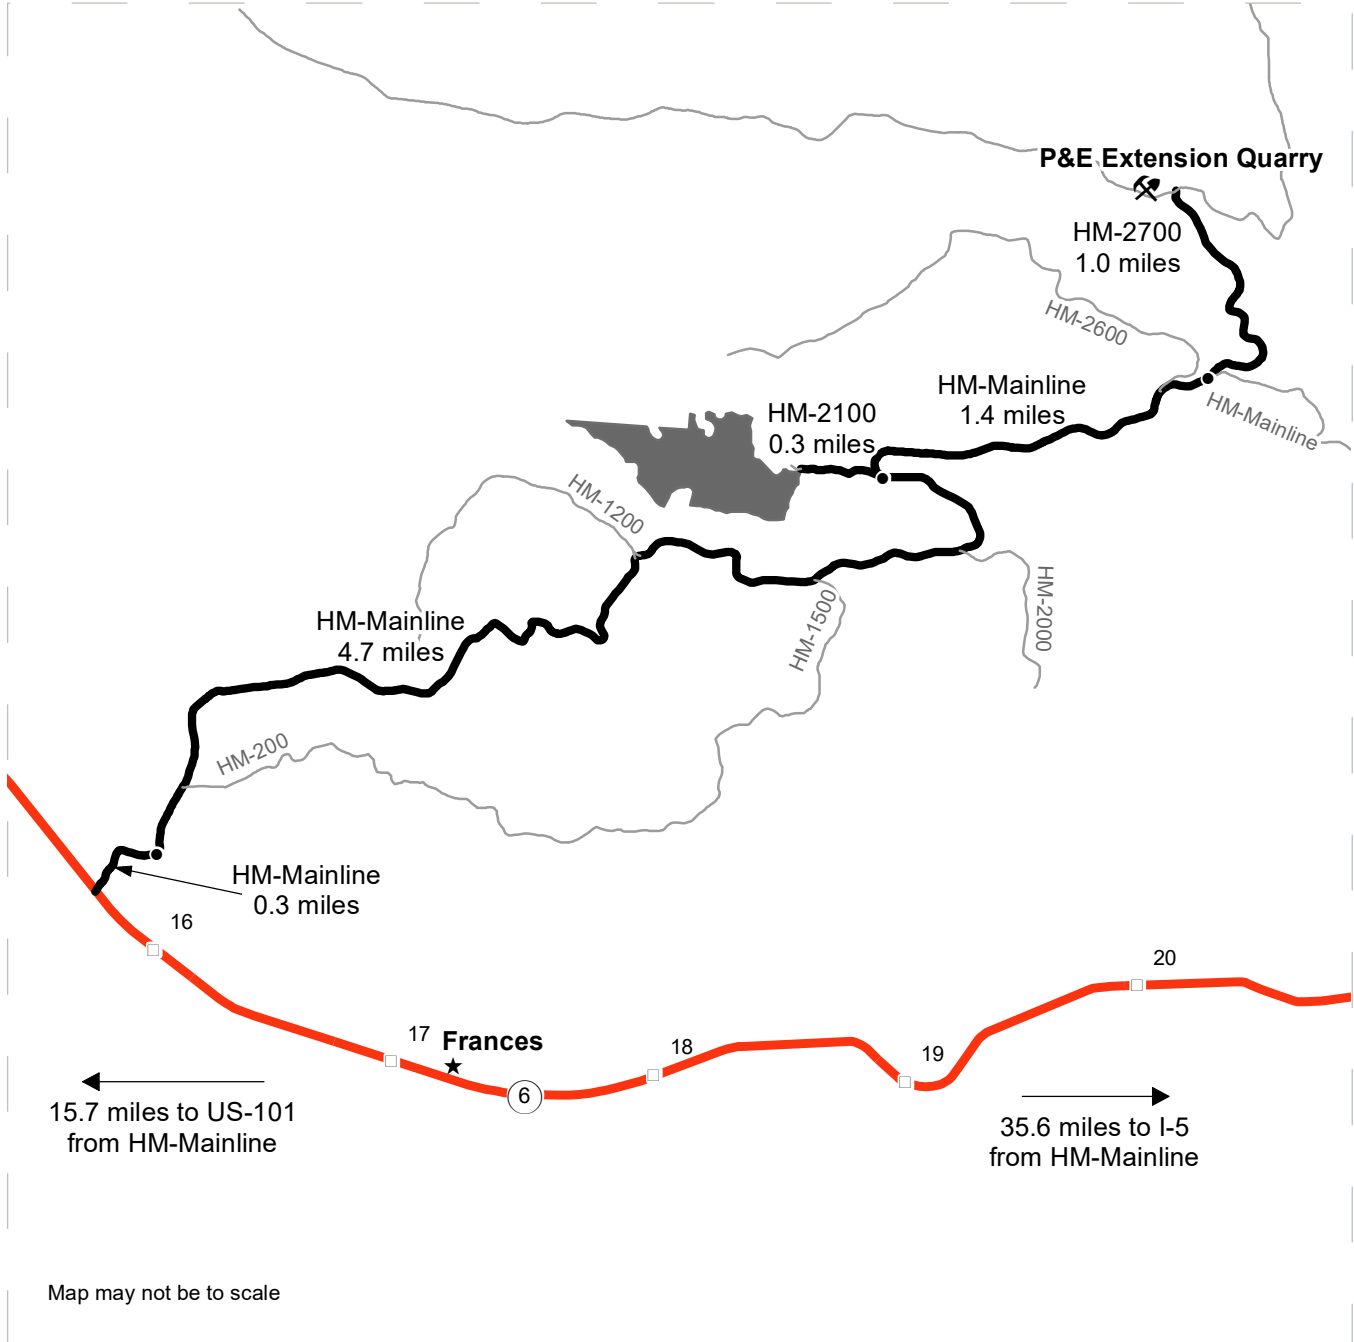 P&E Extension Quarry
HM-2700
1.0 miles
HM-2600
HM-Mainline
1.4 miles
HM-Mainline
HM-2100
0.3 miles
HM-1200
HM-2000
HM-1500
HM-Mainline
4.7 miles
HM-200
HM-Mainline
0.3 miles
16
20
17
Frances
18
19
6
15.7 miles to US-101
from HM-Mainline
35.6 miles to I-5
from HM-Mainline
Map may not be to scale